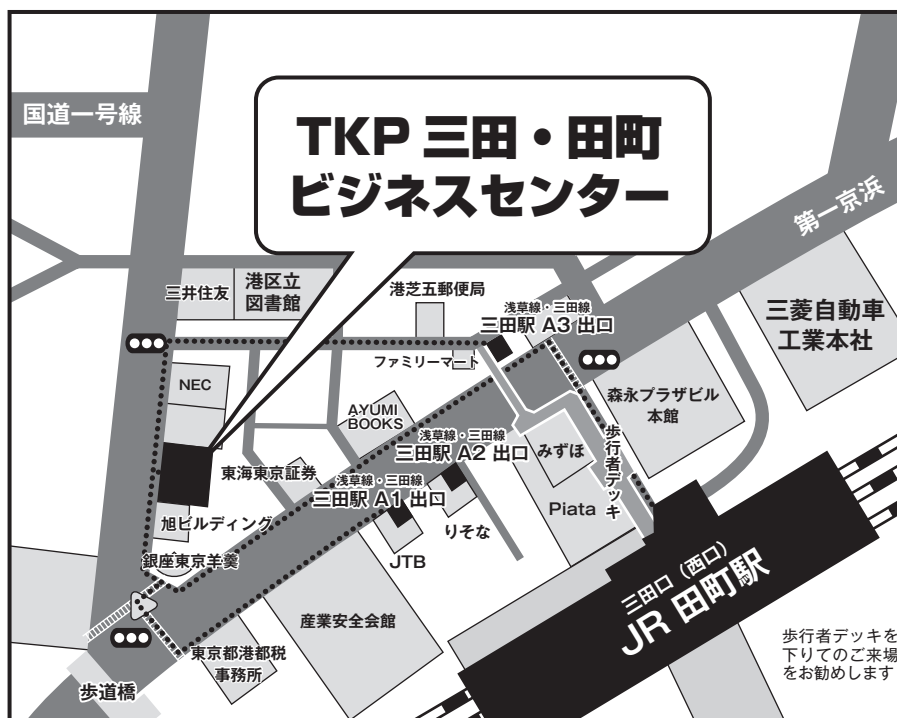 国道一号線
TKP 三田・田町
ビジネスセンター
第一京浜
三井住友
港区立
図書館
港芝五郵便局
浅草線・三田線
三田駅 A3 出口
三菱自動車
工業本社
ファミリーマート
NEC
森永プラザビル
本館
AYUMI
BOOKS
浅草線・三田線
三田駅 A2 出口
みずほ
歩行者デッキ
東海東京証券
浅草線・三田線
三田駅 A1 出口
Piata
旭ビルディング
りそな
銀座東京羊羹
JTB
三田口（西口）
JR 田町駅
産業安全会館
歩行者デッキを
下りてのご来場
をお勧めします
東京都港都税
事務所
歩道橋